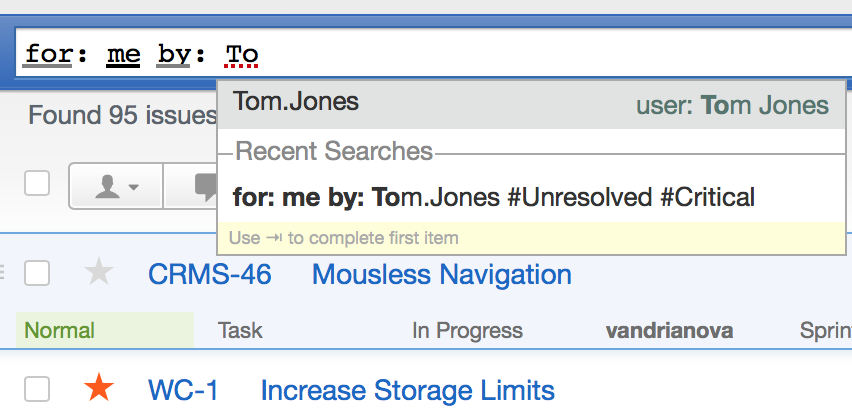 for: me by: To
Tom.Jones user: Tom Jones
Found 95 issues
Recent Searches
for: me by: Tom.Jones #Unresolved #Critical
Use ⇥ to complete first item
CRMS-46 Mousless Navigation
Normal Task In Progress vandrianova Sprin
WC-1 Increase Storage Limits